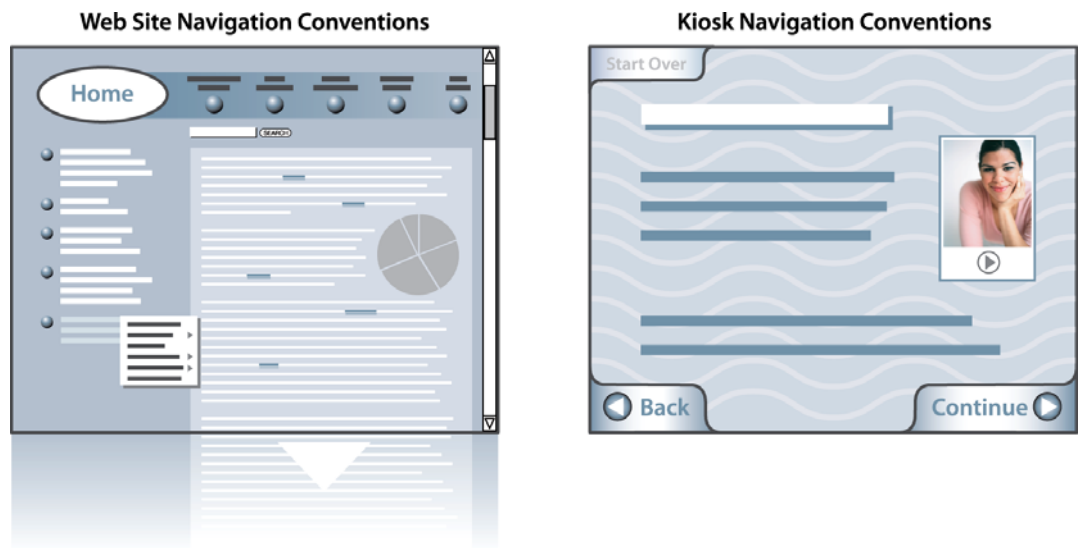 Web Site Navigation Conventions
Home
SEARCH
Kiosk Navigation Conventions
Start Over
Back
Continue